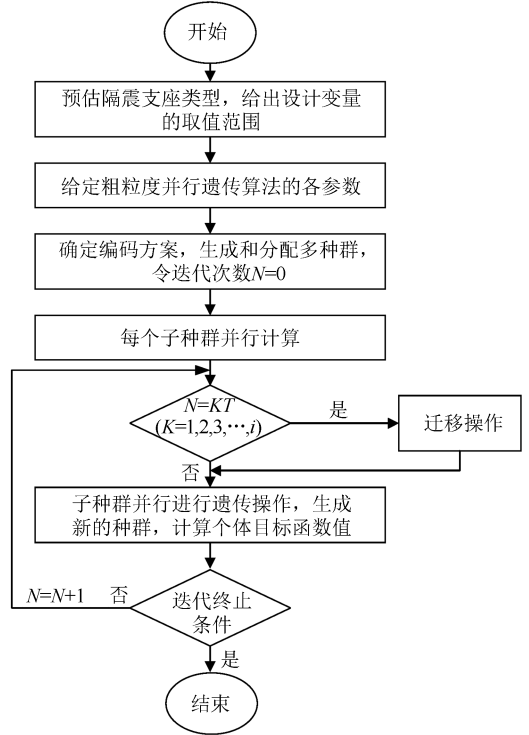 开始
预估隔震支座类型，给出设计变量
的取值范围
给定粗粒度并行遗传算法的各参数
确定编码方案，生成和分配多种群，
令迭代次数N=0
每个子种群并行计算
N=KT
(K=1,2,3,…,i)
是
迁移操作
否
子种群并行进行遗传操作，生成
新的种群，计算个体目标函数值
N=N+1
否
迭代终止
条件
是
结束